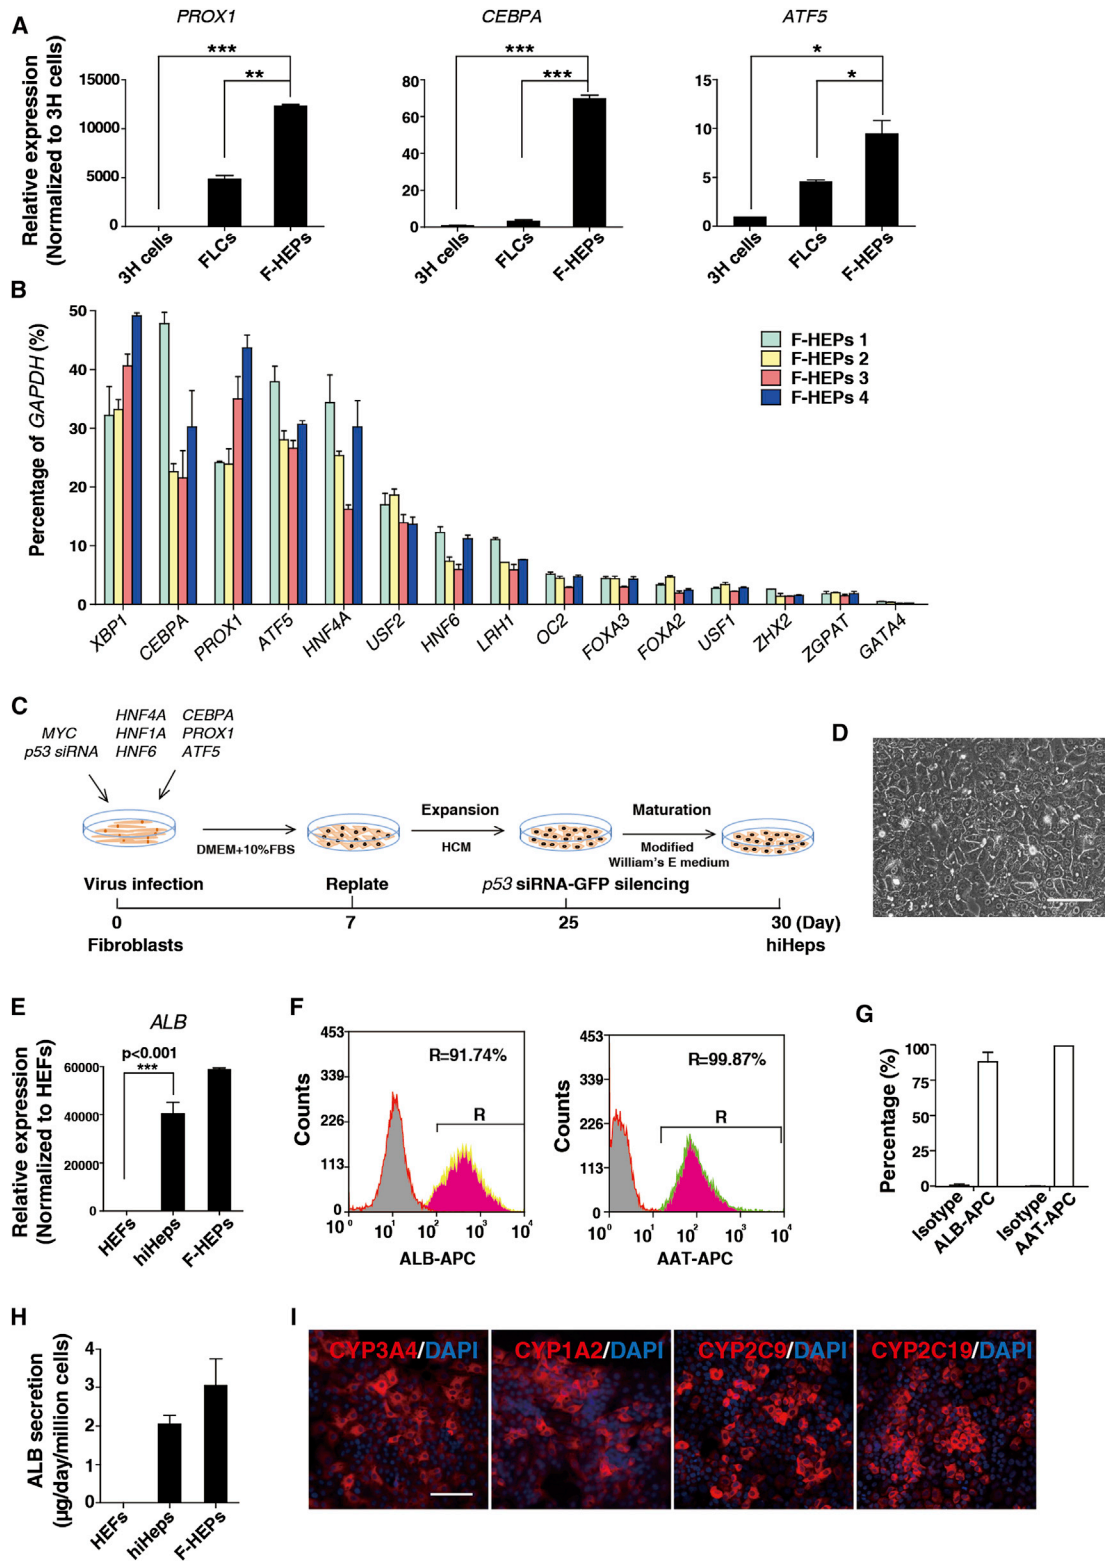 A
PROX1
CEBPA
ATF5
Relative expression
(Normalized to 3H cells)
***
**
15000
10000
5000
0
3H cells
FLCs
F-HEPs
***
***
80
60
40
20
0
3H cells
FLCs
F-HEPs
*
*
15
10
5
0
3H cells
FLCs
F-HEPs
B
Percentage of GAPDH (%)
50
40
30
20
10
0
F-HEPs 1
F-HEPs 2
F-HEPs 3
F-HEPs 4
XBP1
CEBPA
PROX1
ATF5
HNF4A
USF2
HNF6
LRH1
OC2
FOXA3
FOXA2
USF1
ZHX2
ZGPAT
GATA4
C
MYC
p53 siRNA
HNF4A
HNF1A
HNF6
CEBPA
PROX1
ATF5
DMEM+10%FBS
Expansion
HCM
Maturation
Modified
William's E medium
Virus infection
Replate
p53 siRNA-GFP silencing
0
7
25
30 (Day)
Fibroblasts
hiHeps
D
E
ALB
p<0.001
***
Relative expression
(Normalized to HEFs)
60000
40000
20000
0
HEFs
hiHeps
F-HEPs
F
Counts
453
339
226
113
0
R=91.74%
R
10⁰
10¹
10²
10³
10⁴
ALB-APC
Counts
453
339
226
113
0
R=99.87%
R
10⁰
10¹
10²
10³
10⁴
AAT-APC
G
Percentage (%)
100
75
50
25
0
Isotype
ALB-APC
Isotype
AAT-APC
H
ALB secretion
(μg/day/million cells)
4
3
2
1
0
HEFs
hiHeps
F-HEPs
I
CYP3A4/DAPI
CYP1A2/DAPI
CYP2C9/DAPI
CYP2C19/DAPI